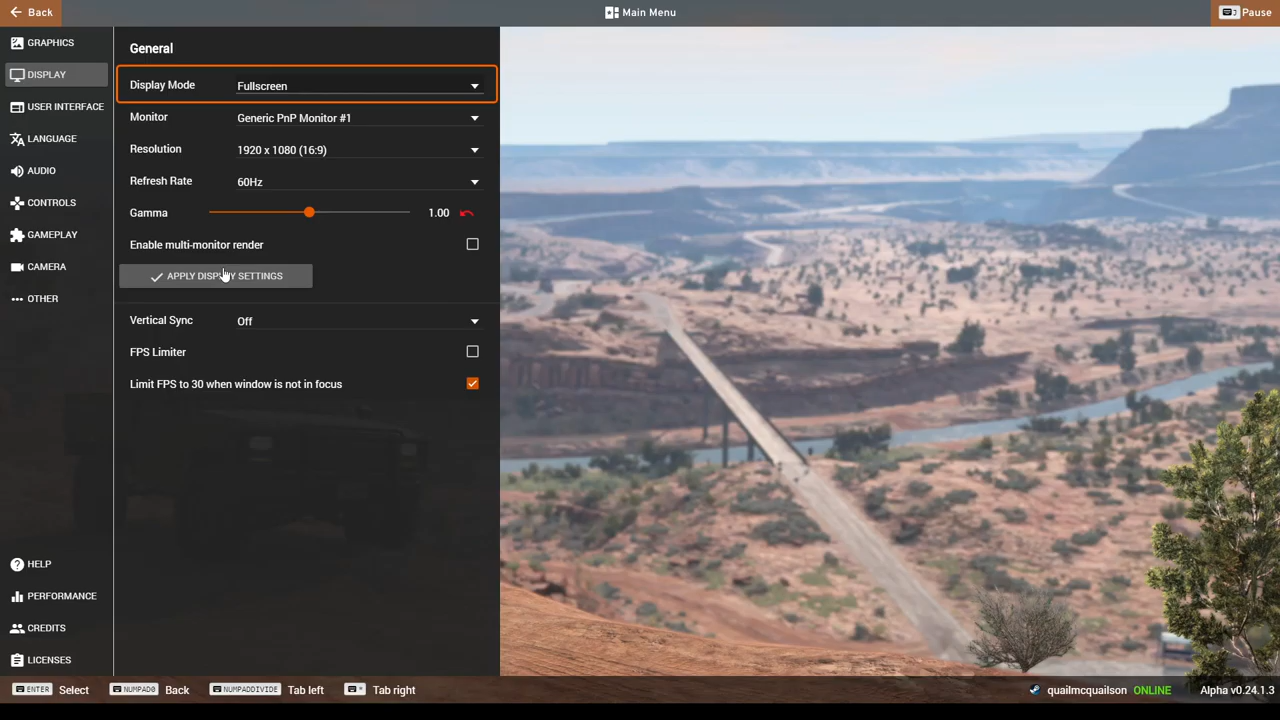 Back
Main Menu
J Pause
GRAPHICS
DISPLAY
USER INTERFACE
LANGUAGE
AUDIO
CONTROLS
GAMEPLAY
CAMERA
OTHER
HELP
PERFORMANCE
CREDITS
LICENSES
General
Display Mode Fullscreen
Monitor Generic PnP Monitor #1
Resolution 1920 x 1080 (16:9)
Refresh Rate 60Hz
Gamma 1.00
Enable multi-monitor render
APPLY DISPLAY SETTINGS
Vertical Sync Off
FPS Limiter
Limit FPS to 30 when window is not in focus
ENTER Select NUMPAD0 Back NUMPADDIVIDE Tab left * Tab right
quailmcquailson ONLINE Alpha v0.24.1.3